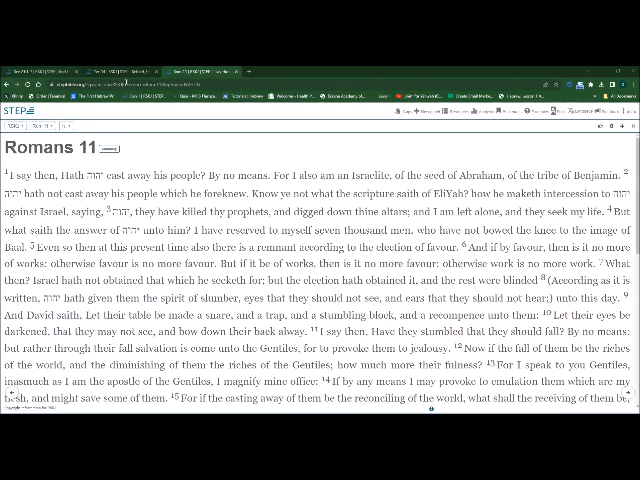 STEP
RSKJ Rom 11
Romans 11
1 I say then, Hath יהוה cast away his people? By no means. For I also am an Israelite, of the seed of Abraham, of the tribe of Benjamin. 2
יהוה hath not cast away his people which he foreknew. Know ye not what the scripture saith of EliYah? how he maketh intercession to יהוה
against Israel, saying, 3 יהוה, they have killed thy prophets, and digged down thine altars; and I am left alone, and they seek my life. 4 But
what saith the answer of יהוה unto him? I have reserved to myself seven thousand men, who have not bowed the knee to the image of
Baal. 5 Even so then at this present time also there is a remnant according to the election of favour. 6 And if by favour, then is it no more
of works: otherwise favour is no more favour. But if it be of works, then is it no more favour: otherwise work is no more work. 7 What
then? Israel hath not obtained that which he seeketh for; but the election hath obtained it, and the rest were blinded 8 (According as it is
written, יהוה hath given them the spirit of slumber, eyes that they should not see, and ears that they should not hear;) unto this day. 9
And David saith, Let their table be made a snare, and a trap, and a stumbling block, and a recompence unto them: 10 Let their eyes be
darkened, that they may not see, and bow down their back alway. 11 I say then, Have they stumbled that they should fall? By no means:
but rather through their fall salvation is come unto the Gentiles, for to provoke them to jealousy. 12 Now if the fall of them be the riches
of the world, and the diminishing of them the riches of the Gentiles; how much more their fulness? 13 For I speak to you Gentiles,
inasmuch as I am the apostle of the Gentiles, I magnify mine office: 14 If by any means I may provoke to emulation them which are my
flesh, and might save some of them. 15 For if the casting away of them be the reconciling of the world, what shall the receiving of them be,